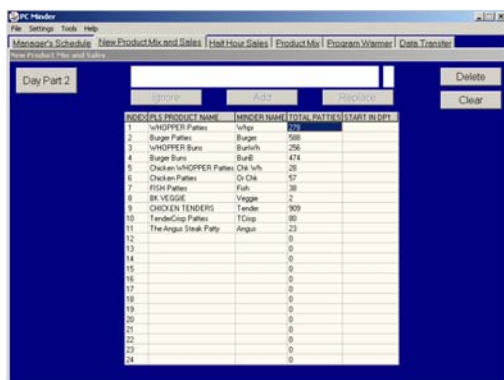 PC Minder
File Settings Tools Help
Manager's Schedule New Product Mix and Sales Half Hour Sales Product Mix Program Warmer Data Transfer
New Product Mix and Sales
Day Part 2
Delete
Ignore Add Replace
Clear
INDEX PLS PRODUCT NAME MINDER NAME TOTAL PATTIES START IN DP1
1 WHOPPER Patties Whpr 279
2 Burger Patties Burger 588
3 WHOPPER Buns BunWh 256
4 Burger Buns BunB 474
5 Chicken WHOPPER Patties Chk Wh 28
6 Chicken Patties Or Chk 57
7 FISH Patties Fish 38
8 BK VEGGIE Veggie 2
9 CHICKEN TENDERS Tender 909
10 TenderCrisp Patties TCrisp 80
11 The Angus Steak Patty Angus 23
12 0
13 0
14 0
15 0
16 0
17 0
18 0
19 0
20 0
21 0
22 0
23 0
24 0